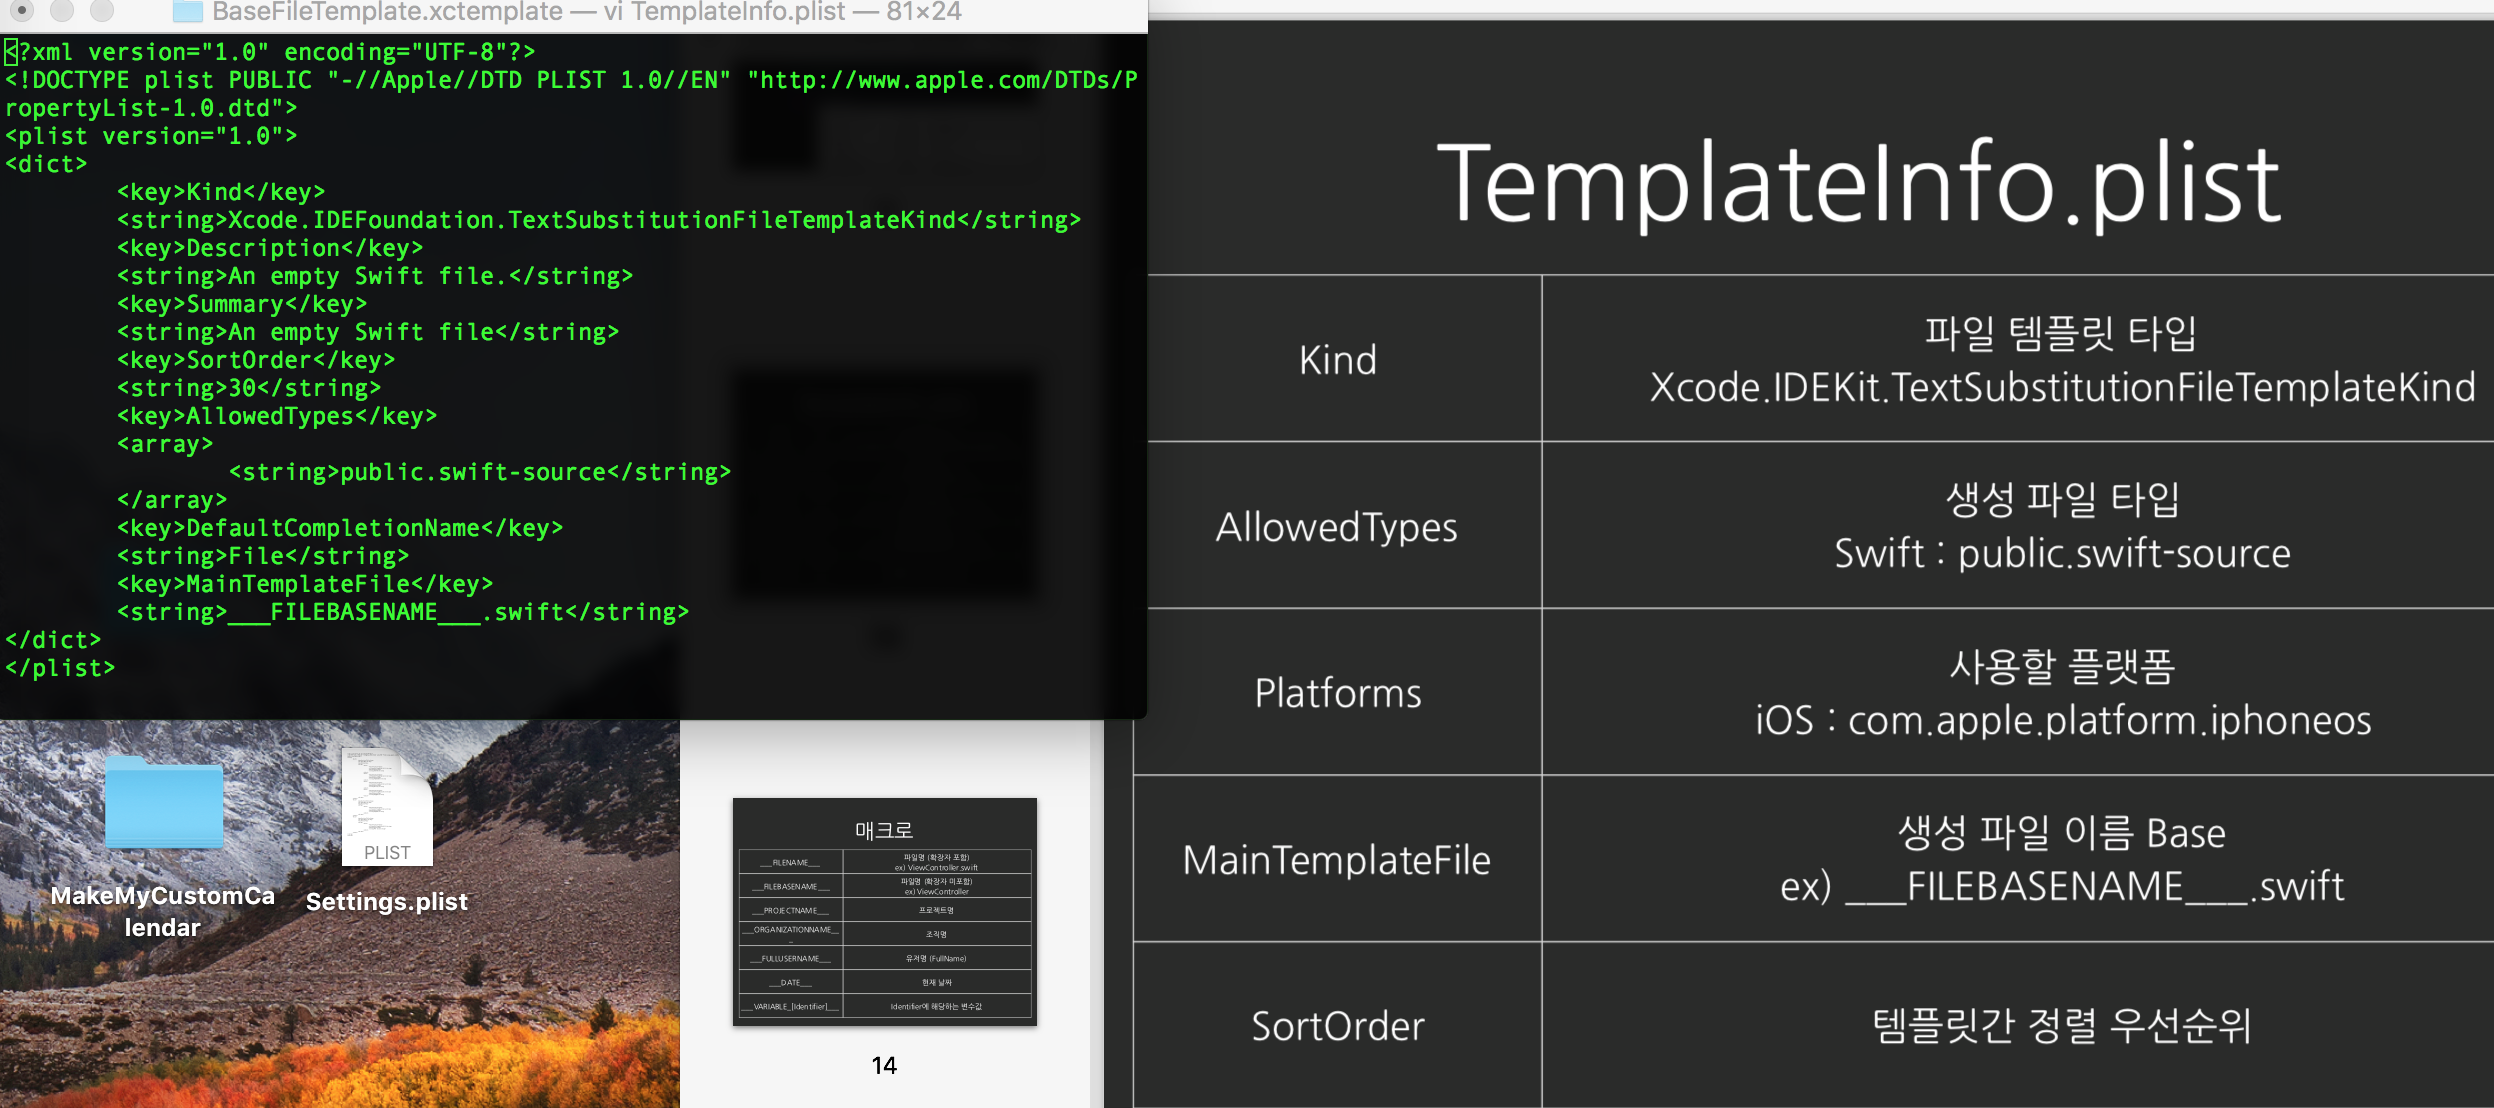 BaseFileTemplate.xctemplate — vi TemplateInfo.plist — 81×24
<?xml version="1.0" encoding="UTF-8"?>
<!DOCTYPE plist PUBLIC "-//Apple//DTD PLIST 1.0//EN" "http://www.apple.com/DTDs/P
ropertyList-1.0.dtd">
<plist version="1.0">
<dict>
<key>Kind</key>
<string>Xcode.IDEFoundation.TextSubstitutionFileTemplateKind</string>
<key>Description</key>
<string>An empty Swift file.</string>
<key>Summary</key>
<string>An empty Swift file</string>
<key>SortOrder</key>
<string>30</string>
<key>AllowedTypes</key>
<array>
<string>public.swift-source</string>
</array>
<key>DefaultCompletionName</key>
<string>File</string>
<key>MainTemplateFile</key>
<string>___FILEBASENAME___.swift</string>
</dict>
</plist>
MakeMyCustomCa
lendar
PLIST
Settings.plist
매크로
___FILENAME___
파일명 (확장자 포함)
ex) ViewController.swift
___FILEBASENAME___
파일명 (확장자 미포함)
ex) ViewController
___PROJECTNAME___
프로젝트명
___ORGANIZATIONNAME__
_
조직명
___FULLUSERNAME___
유저명 (FullName)
___DATE___
현재 날짜
___VARIABLE_[Identifier]___
Identifier에 해당하는 변수값
14
TemplateInfo.plist
Kind
파일 템플릿 타입
Xcode.IDEKit.TextSubstitutionFileTemplateKind
AllowedTypes
생성 파일 타입
Swift : public.swift-source
Platforms
사용할 플랫폼
iOS : com.apple.platform.iphoneos
MainTemplateFile
생성 파일 이름 Base
ex) ___FILEBASENAME___.swift
SortOrder
템플릿간 정렬 우선순위